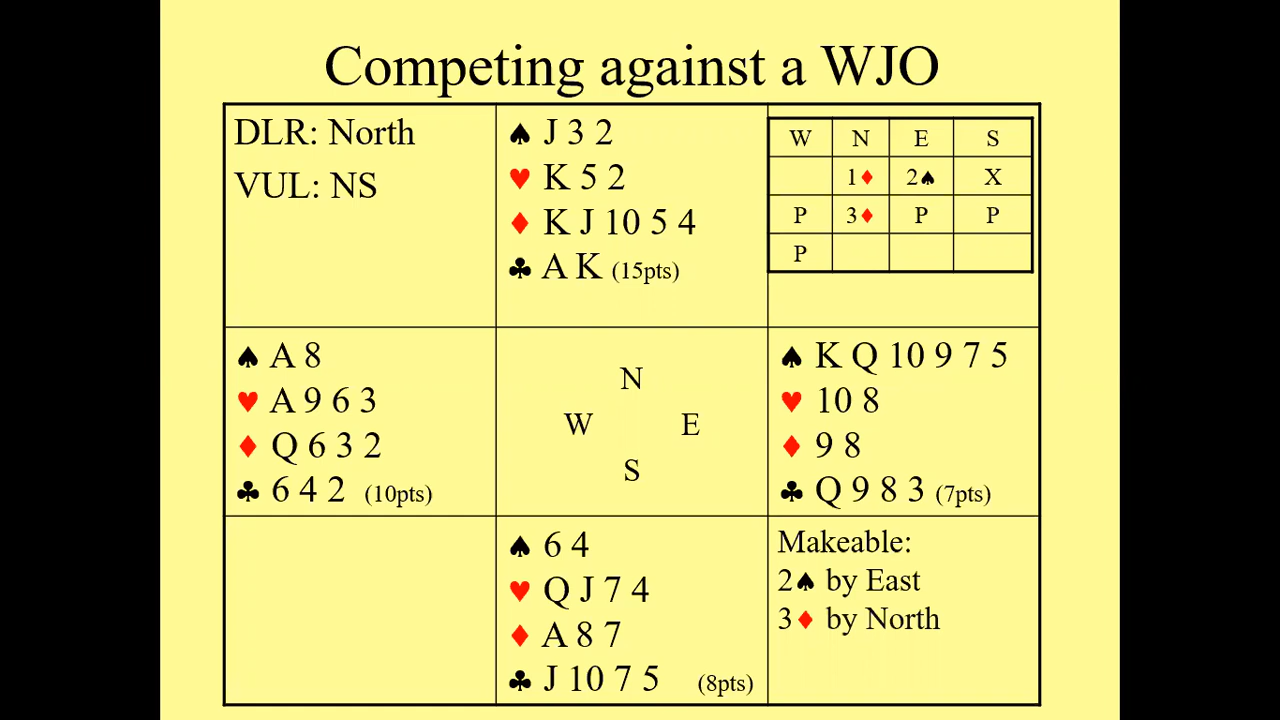 Competing against a WJO
DLR: North
VUL: NS
♠ J 3 2
♥ K 5 2
♦ K J 10 5 4
♣ A K (15pts)
W N E S
1♦ 2♠ X
P 3♦ P P
P
♠ A 8
♥ A 9 6 3
♦ Q 6 3 2
♣ 6 4 2 (10pts)
N
W E
S
♠ K Q 10 9 7 5
♥ 10 8
♦ 9 8
♣ Q 9 8 3 (7pts)
♠ 6 4
♥ Q J 7 4
♦ A 8 7
♣ J 10 7 5 (8pts)
Makeable:
2♠ by East
3♦ by North